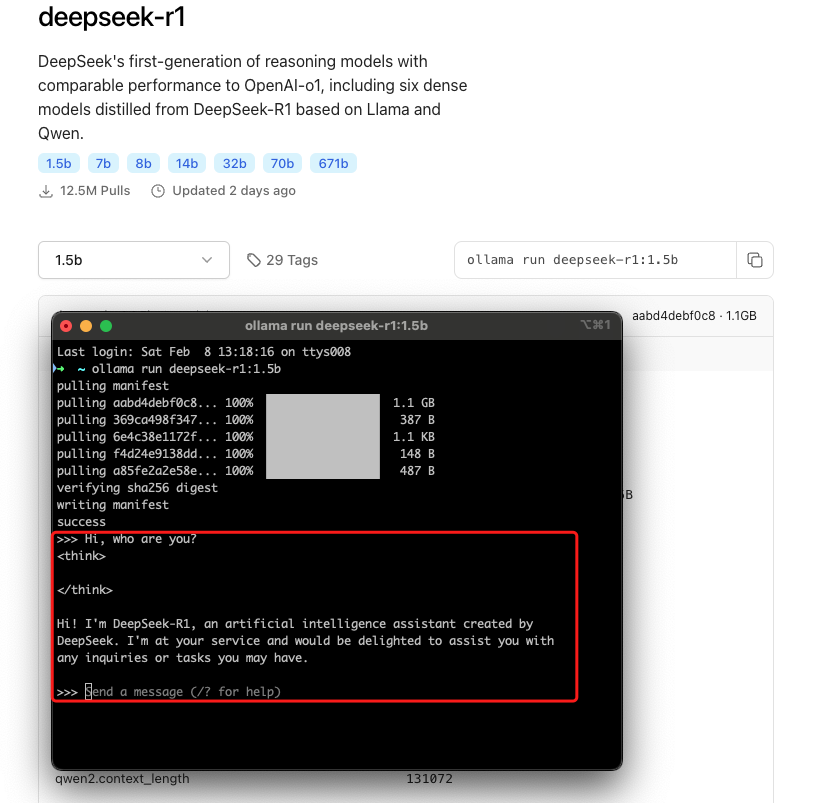 deepseek-r1
DeepSeek's first-generation of reasoning models with
comparable performance to OpenAI-o1, including six dense
models distilled from DeepSeek-R1 based on Llama and
Qwen.
1.5b 7b 8b 14b 32b 70b 671b
12.5M Pulls Updated 2 days ago
1.5b 29 Tags ollama run deepseek-r1:1.5b
aabd4debf0c8 · 1.1GB
ollama run deepseek-r1:1.5b ⌥⌘1
Last login: Sat Feb  8 13:18:16 on ttys008
➜  ~ ollama run deepseek-r1:1.5b
pulling manifest
pulling aabd4debf0c8... 100% 1.1 GB
pulling 369ca498f347... 100% 387 B
pulling 6e4c38e1172f... 100% 1.1 KB
pulling f4d24e9138dd... 100% 148 B
pulling a85fe2a2e58e... 100% 487 B
verifying sha256 digest
writing manifest
success
>>> Hi, who are you?
<think>
</think>
Hi! I'm DeepSeek-R1, an artificial intelligence assistant created by
DeepSeek. I'm at your service and would be delighted to assist you with
any inquiries or tasks you may have.
>>> Send a message (/? for help)
qwen2.context_length 131072